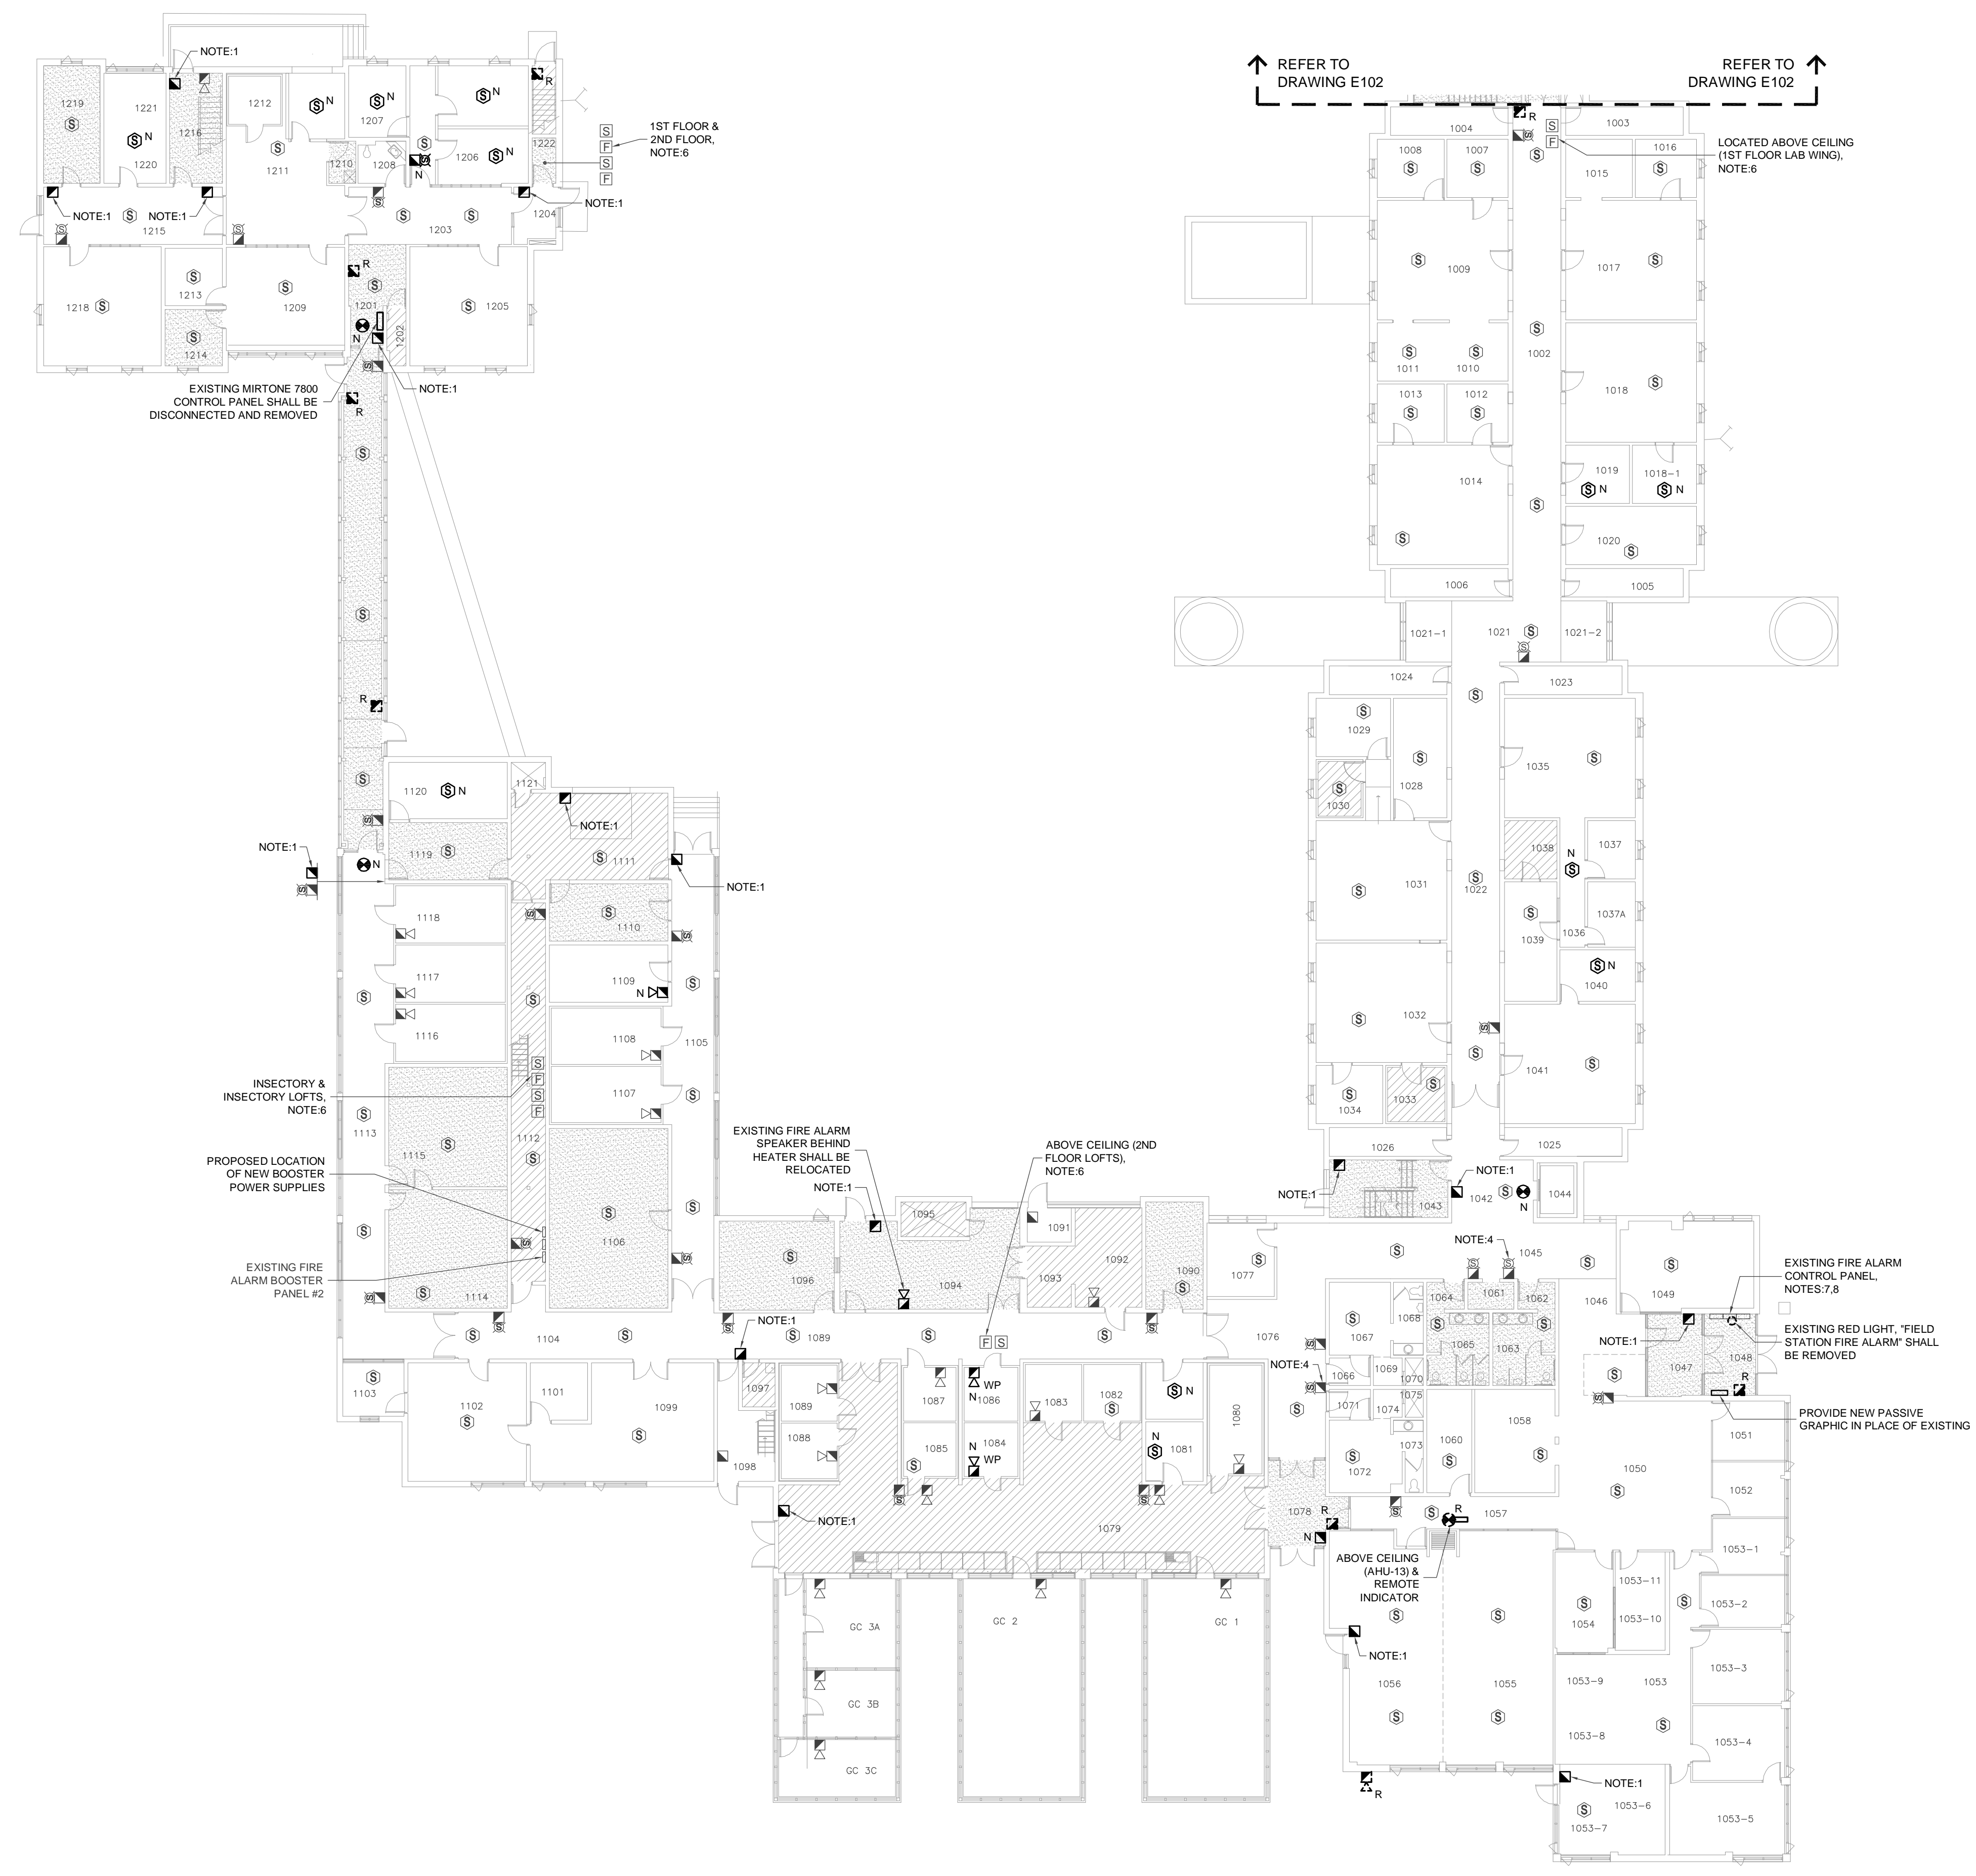 NOTE:1
REFER TO
DRAWING E102
REFER TO
DRAWING E102
1219
1221
1220
1216
1212
N
N
1207
N
N
N
1206
1208
N
1210
1211
R
1222
1204
NOTE:1
1ST FLOOR &
2ND FLOOR,
NOTE:6
S
F
S
F
NOTE:1
NOTE:1
1215
1203
1218
1213
1214
1209
R
1201
N
1202
1205
EXISTING MIRTONE 7800
CONTROL PANEL SHALL BE
DISCONNECTED AND REMOVED
NOTE:1
R
R
1004
R
S
F
1003
LOCATED ABOVE CEILING
(1ST FLOOR LAB WING),
NOTE:6
1008
1007
1015
1016
1009
1017
1002
1011
1010
1018
1013
1012
1014
1019
N
1018-1
N
1020
1006
1005
1021-1
1021
1021-2
1024
1023
1029
1028
1030
1035
1031
1022
1038
N
1037
1037A
1039
1036
N
1040
1032
1041
1034
1033
1026
1025
NOTE:1
1043
NOTE:1
1042
N
1044
1120
N
1121
NOTE:1
1119
1111
NOTE:1
NOTE:1
N
1118
1110
1117
1109
N
1116
1108
1105
1107
INSECTORY &
INSECTORY LOFTS,
NOTE:6
S
F
S
F
1113
1115
1112
PROPOSED LOCATION
OF NEW BOOSTER
POWER SUPPLIES
1106
EXISTING FIRE
ALARM BOOSTER
PANEL #2
1114
EXISTING FIRE ALARM
SPEAKER BEHIND
HEATER SHALL BE
RELOCATED
NOTE:1
ABOVE CEILING (2ND
FLOOR LOFTS),
NOTE:6
F
S
1095
1091
1092
1093
1094
1096
1090
1077
NOTE:4
1045
1049
1046
EXISTING FIRE ALARM
CONTROL PANEL,
NOTES:7,8
NOTE:1
1047
1048
R
EXISTING RED LIGHT, "FIELD
STATION FIRE ALARM" SHALL
BE REMOVED
PROVIDE NEW PASSIVE
GRAPHIC IN PLACE OF EXISTING
1104
NOTE:1
1089
1076
1067
1068
1064
1061
1062
1065
1063
NOTE:4
1066
1069
1070
1071
1074
1075
1073
1072
1060
1058
1103
1102
1101
1099
1097
1098
1089
1088
1087
1085
N
WP
1086
N
1084
WP
1083
1082
N
N
1081
1080
1079
NOTE:1
1078
R
N
R
1057
1050
1051
1052
1053-1
1053-2
1053-3
1053-4
1053-5
1053-6
1053-7
1053-8
1053-9
1053
1053-10
1053-11
1054
ABOVE CEILING
(AHU-13) &
REMOTE
INDICATOR
NOTE:1
1056
1055
R
NOTE:1
GC 3A
GC 3B
GC 3C
GC 2
GC 1